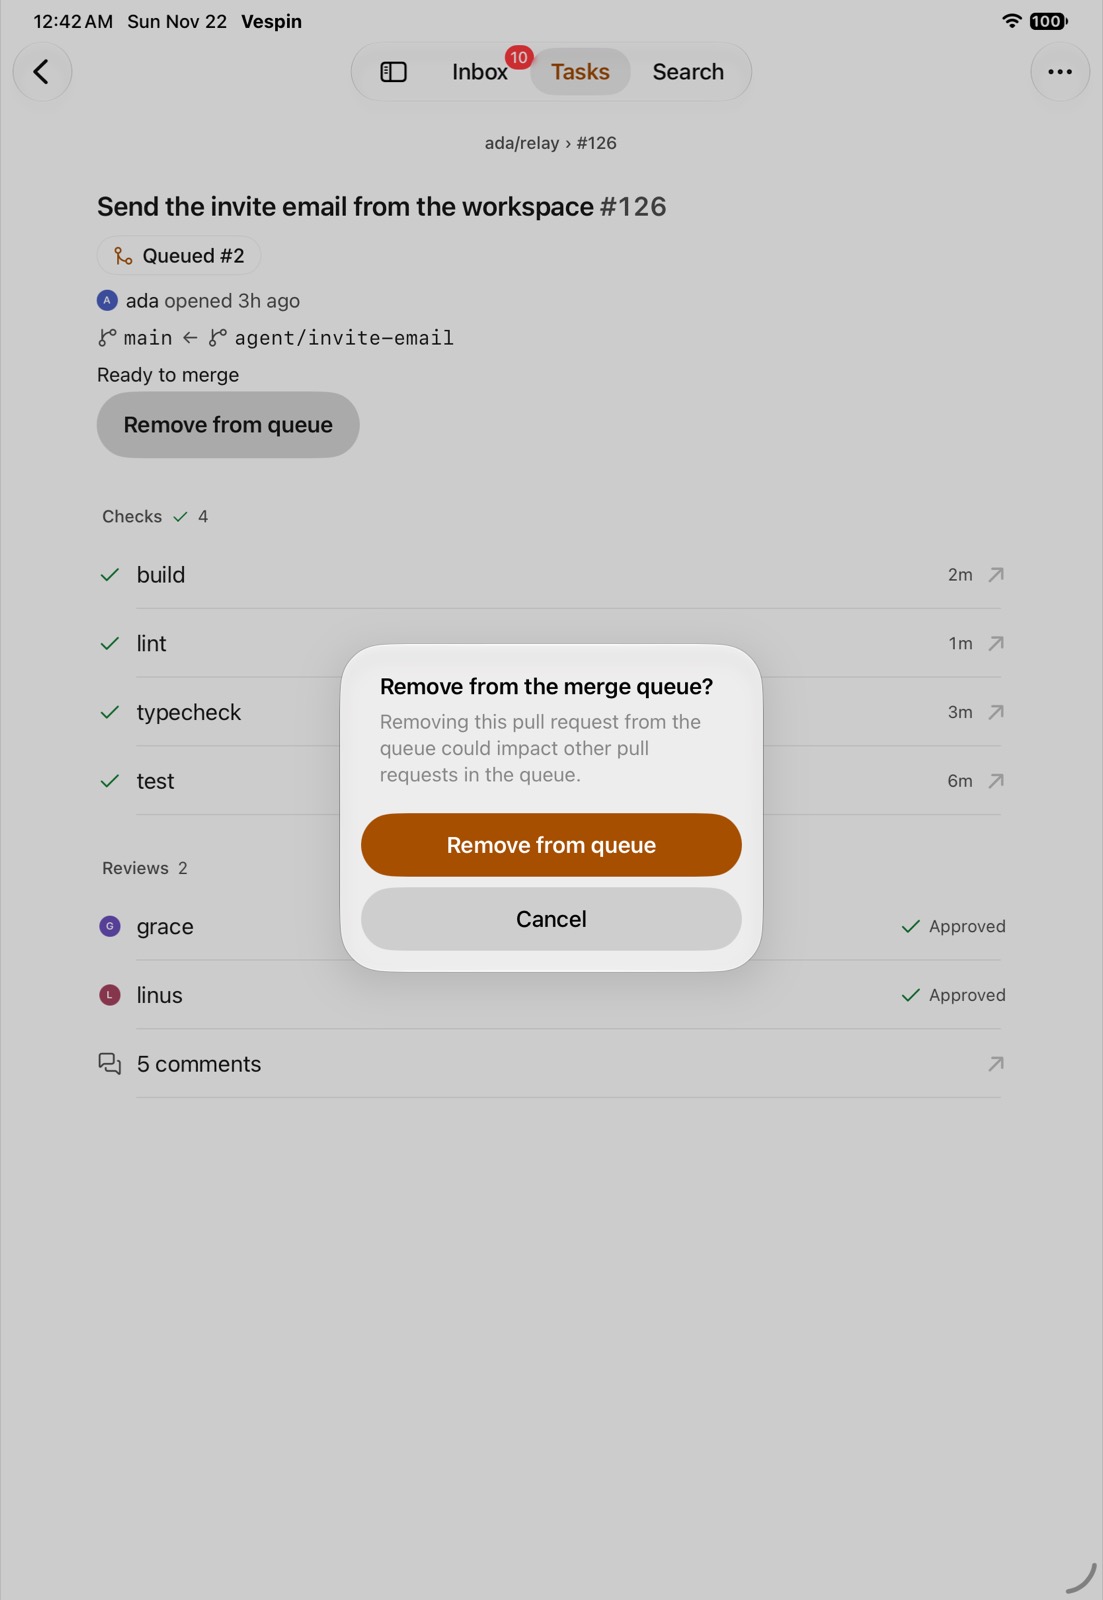 12:42 AM Sun Nov 22 Vespin
100
Inbox 10 Tasks Search
ada/relay › #126
Send the invite email from the workspace #126
Queued #2
A ada opened 3h ago
main ← agent/invite-email
Ready to merge
Remove from queue
Checks 4
build 2m
lint 1m
typecheck 3m
test 6m
Remove from the merge queue?
Removing this pull request from the
queue could impact other pull
requests in the queue.
Remove from queue
Cancel
Reviews 2
G grace Approved
L linus Approved
5 comments